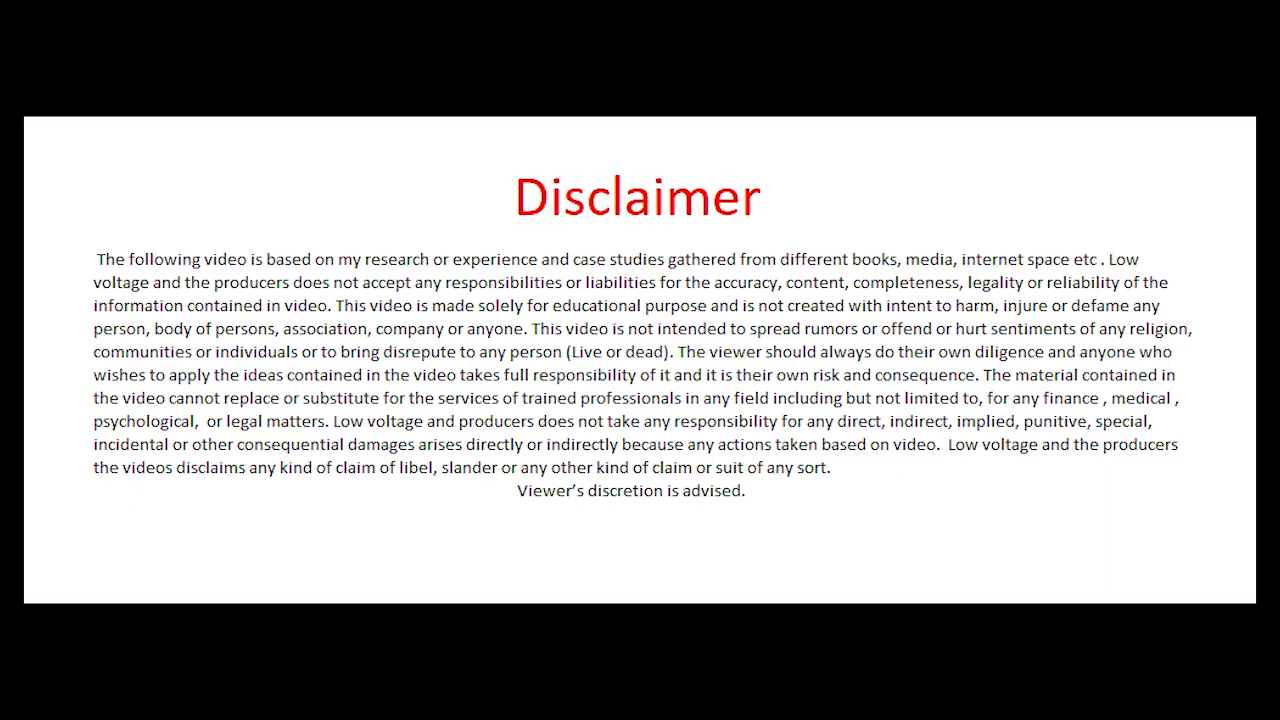 Disclaimer
The following video is based on my research or experience and case studies gathered from different books, media, internet space etc . Low
voltage and the producers does not accept any responsibilities or liabilities for the accuracy, content, completeness, legality or reliability of the
information contained in video. This video is made solely for educational purpose and is not created with intent to harm, injure or defame any
person, body of persons, association, company or anyone. This video is not intended to spread rumors or offend or hurt sentiments of any religion,
communities or individuals or to bring disrepute to any person (Live or dead). The viewer should always do their own diligence and anyone who
wishes to apply the ideas contained in the video takes full responsibility of it and it is their own risk and consequence. The material contained in
the video cannot replace or substitute for the services of trained professionals in any field including but not limited to, for any finance , medical ,
psychological,  or legal matters. Low voltage and producers does not take any responsibility for any direct, indirect, implied, punitive, special,
incidental or other consequential damages arises directly or indirectly because any actions taken based on video.  Low voltage and the producers
the videos disclaims any kind of claim of libel, slander or any other kind of claim or suit of any sort.
Viewer’s discretion is advised.